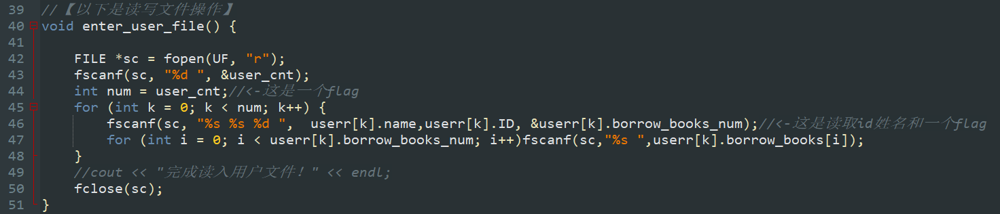 39 //【以下是读写文件操作】
40 void enter_user_file() {
41
42     FILE *sc = fopen(UF, "r");
43     fscanf(sc, "%d ", &user_cnt);
44     int num = user_cnt;//<-这是一个flag
45     for (int k = 0; k < num; k++) {
46         fscanf(sc, "%s %s %d ",  userr[k].name,userr[k].ID, &userr[k].borrow_books_num);//<-这是读取id姓名和一个flag
47         for (int i = 0; i < userr[k].borrow_books_num; i++)fscanf(sc,"%s ",userr[k].borrow_books[i]);
48     }
49     //cout << "完成读入用户文件！" << endl;
50     fclose(sc);
51 }